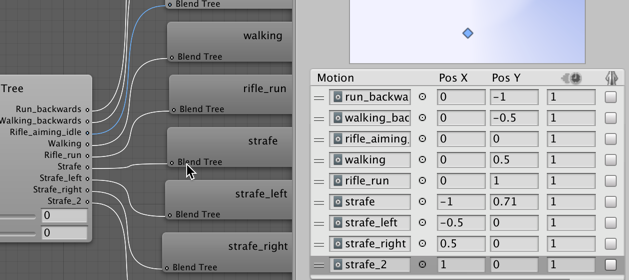 Blend Tree
walking
Blend Tree
rifle_run
Blend Tree
strafe
Blend Tree
strafe_left
Blend Tree
strafe_right
Blend Tree
Tree
Run_backwards
Walking_backwards
Rifle_aiming_idle
Walking
Rifle_run
Strafe
Strafe_left
Strafe_right
Strafe_2
0
0
Motion Pos X Pos Y
run_backwa 0 -1 1
walking_bac 0 -0.5 1
rifle_aiming. 0 0 1
walking 0 0.5 1
rifle_run 0 1 1
strafe -1 0.71 1
strafe_left -0.5 0 1
strafe_right 0.5 0 1
strafe_2 1 0 1